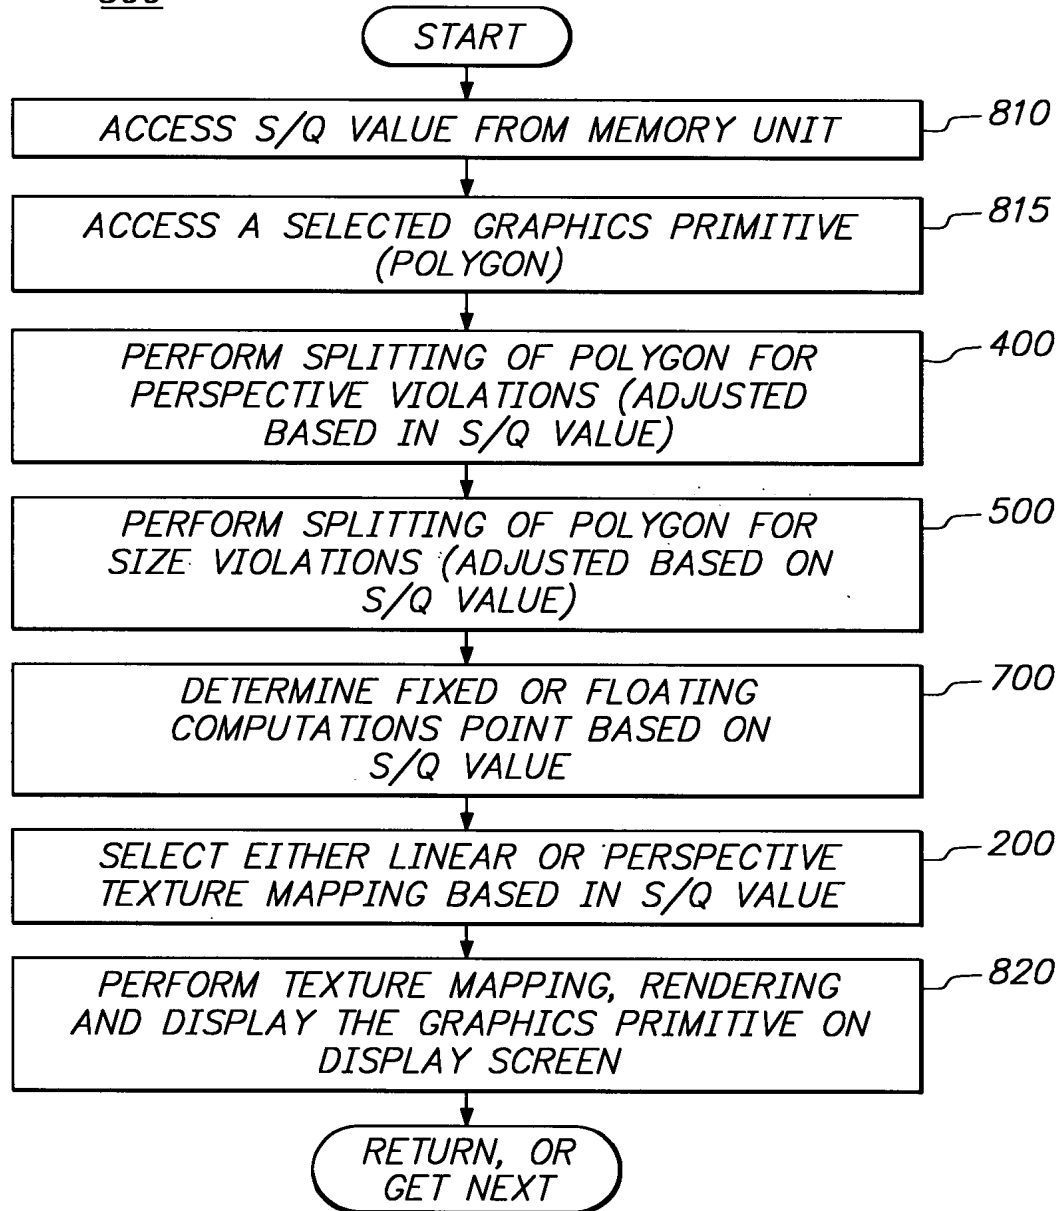 START
ACCESS S/Q VALUE FROM MEMORY UNIT
810
ACCESS A SELECTED GRAPHICS PRIMITIVE
(POLYGON)
815
PERFORM SPLITTING OF POLYGON FOR
PERSPECTIVE VIOLATIONS (ADJUSTED
BASED IN S/Q VALUE)
400
PERFORM SPLITTING OF POLYGON FOR
SIZE VIOLATIONS (ADJUSTED BASED ON
S/Q VALUE)
500
DETERMINE FIXED OR FLOATING
COMPUTATIONS POINT BASED ON
S/Q VALUE
700
SELECT EITHER LINEAR OR PERSPECTIVE
TEXTURE MAPPING BASED IN S/Q VALUE
200
PERFORM TEXTURE MAPPING, RENDERING
AND DISPLAY THE GRAPHICS PRIMITIVE ON
DISPLAY SCREEN
820
RETURN, OR
GET NEXT